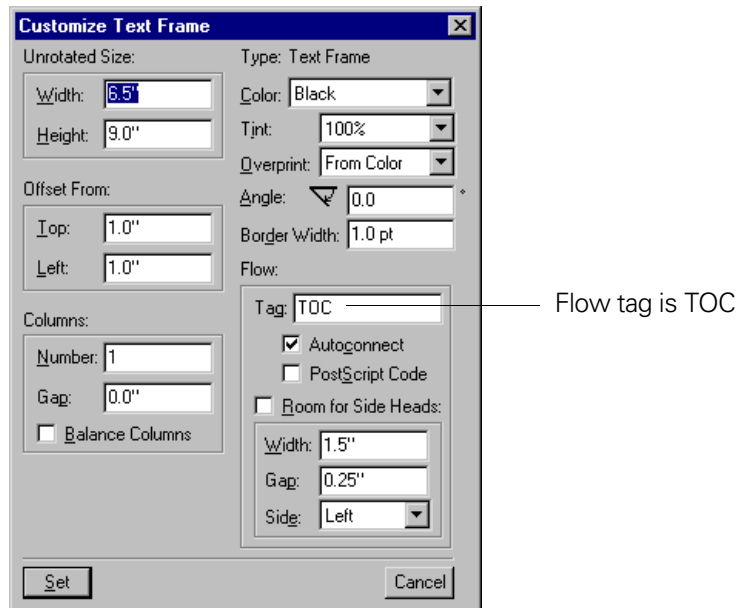 Customize Text Frame
Unrotated Size:
Width: 6.5"
Height: 9.0"
Offset From:
Top: 1.0"
Left: 1.0"
Columns:
Number: 1
Gap: 0.0"
Balance Columns
Type: Text Frame
Color: Black
Tint: 100%
Overprint: From Color
Angle: 0.0 °
Border Width: 1.0 pt
Flow:
Tag: TOC
Autoconnect
PostScript Code
Room for Side Heads:
Width: 1.5"
Gap: 0.25"
Side: Left
Set
Cancel
Flow tag is TOC